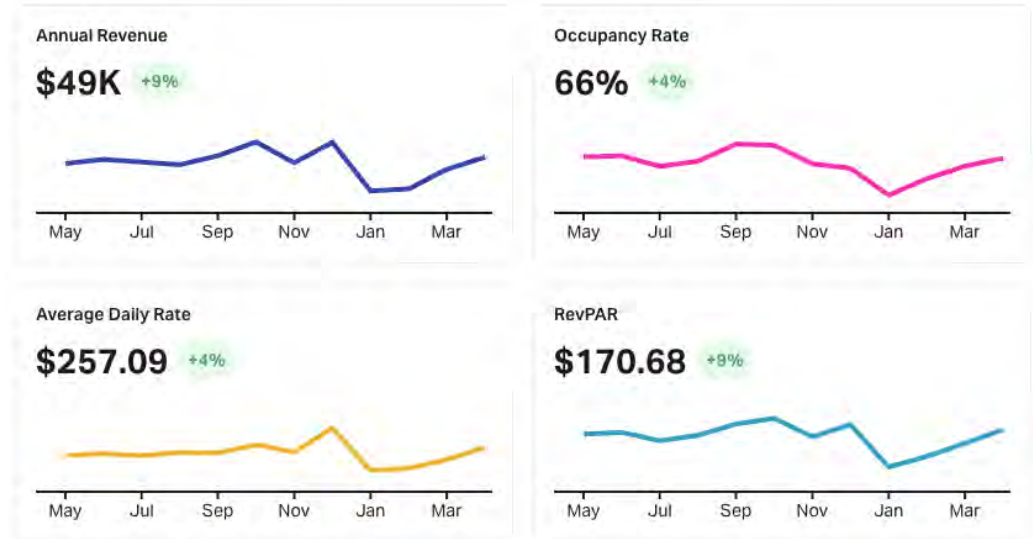 Annual Revenue
$49K +9%
May Jul Sep Nov Jan Mar
Occupancy Rate
66% +4%
May Jul Sep Nov Jan Mar
Average Daily Rate
$257.09 +4%
May Jul Sep Nov Jan Mar
RevPAR
$170.68 +9%
May Jul Sep Nov Jan Mar